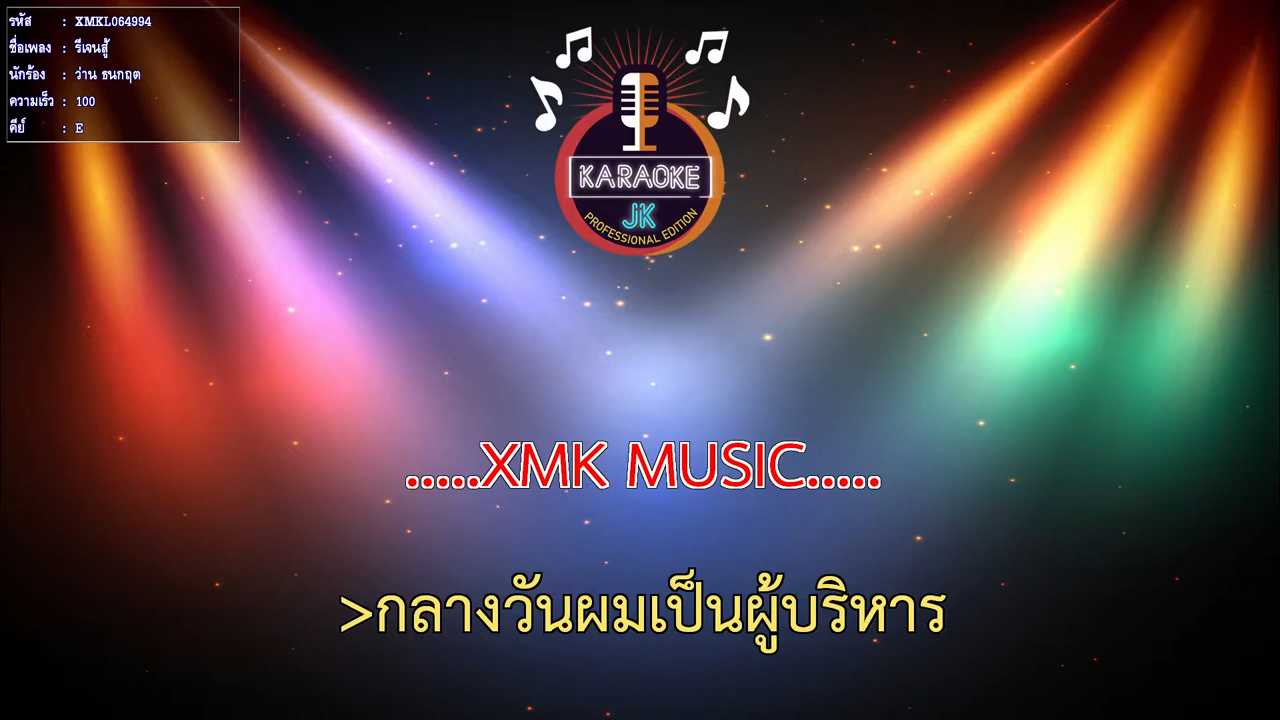 รหัส : XMKL064994
ชื่อเพลง : รีเจนสู้
นักร้อง : ว่าน ธนกฤต
ความเร็ว : 100
คีย์ : E
KARAOKE
JK
PROFESSIONAL EDITION
.....XMK MUSIC.....
>กลางวันผมเป็นผู้บริหาร